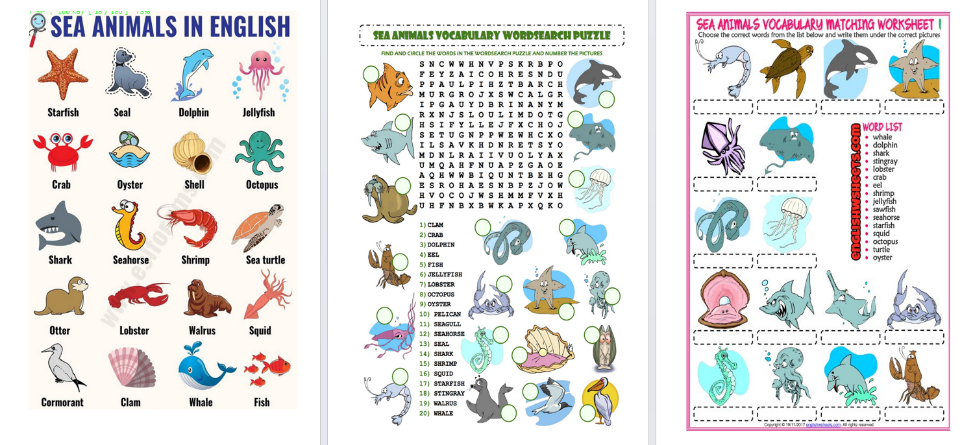 SEA ANIMALS IN ENGLISH
Starfish Seal Dolphin Jellyfish
Crab Oyster Shell Octopus
Shark Seahorse Shrimp Sea turtle
Otter Lobster Walrus Squid
Cormorant Clam Whale Fish
SEA ANIMALS VOCABULARY WORDSEARCH PUZZLE
FIND AND CIRCLE THE WORDS IN THE WORDSEARCH PUZZLE AND NUMBER THE PICTURES
S N C W W H N V P S K R B P O
F E Y Z A I C O H R E S N D U
P P A U L P I H Z T B A R C H
M U R G R O J X S W C A L G R
I P G A U Y D B R I N A N Y M
R X N J S L O U L I M D O T G
H S I F Y L L E J F X C H O J
S E T U G N P P W E W H C X O
I L S A V K H D N R E T S Y O
M D N L R A I I V U O L Y A X
U M Q A H F N U A P Z G A O E
A Q H W W B I Q U N T B E H G
E S R O H A E S N B P Z J O W
H V O C O J W S H M M F V X H
U H F N B X B W K A P X Q K O
1) CLAM
2) CRAB
3) DOLPHIN
4) EEL
5) FISH
6) JELLYFISH
7) LOBSTER
8) OCTOPUS
9) OYSTER
10) PELICAN
11) SEAGULL
12) SEAHORSE
13) SEAL
14) SHARK
15) SHRIMP
16) SQUID
17) STARFISH
18) STINGRAY
19) WALRUS
20) WHALE
SEA ANIMALS VOCABULARY MATCHING WORKSHEET 1
Choose the correct words from the list below and write them under the correct pictures
ENGLISHWSHEETS.COM
WORD LIST
whale
dolphin
shark
stingray
lobster
crab
eel
shrimp
jellyfish
sawfish
seahorse
starfish
squid
octopus
turtle
oyster